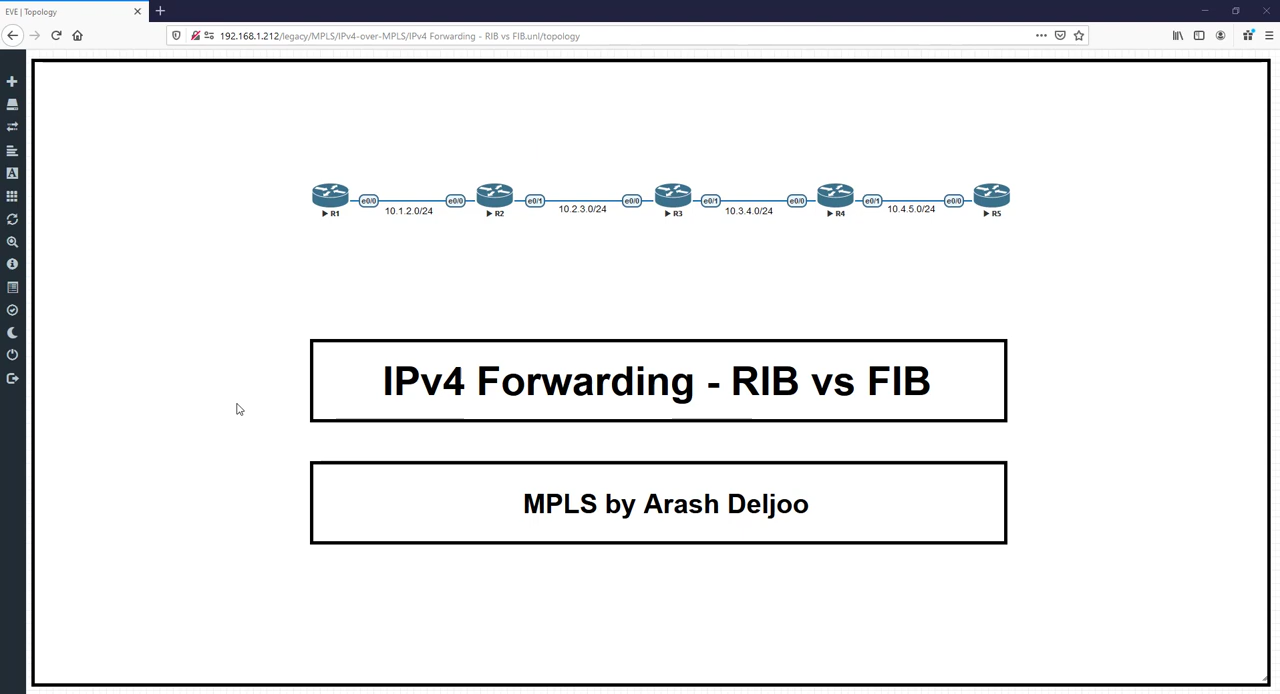 EVE | Topology
192.168.1.212/legacy/MPLS/IPv4-over-MPLS/IPv4 Forwarding - RIB vs FIB.unl/topology
e0/0 e0/0 e0/1 e0/0 e0/1 e0/0 e0/1 e0/0
10.1.2.0/24 10.2.3.0/24 10.3.4.0/24 10.4.5.0/24
R1 R2 R3 R4 R5
IPv4 Forwarding - RIB vs FIB
MPLS by Arash Deljoo